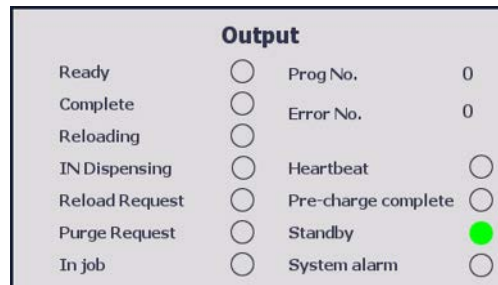 Output
Ready
Complete
Reloading
IN Dispensing
Reload Request
Purge Request
In job
Prog No. 0
Error No. 0
Heartbeat
Pre-charge complete
Standby
System alarm